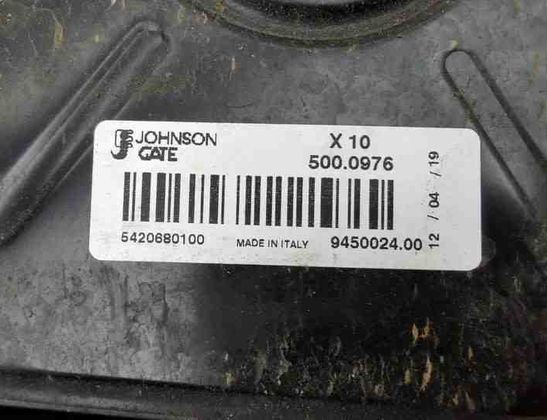 JOHNSON
GATE
X 10
500.0976
5420680100 MADE IN ITALY 9450024.00
12 / 04 / 19